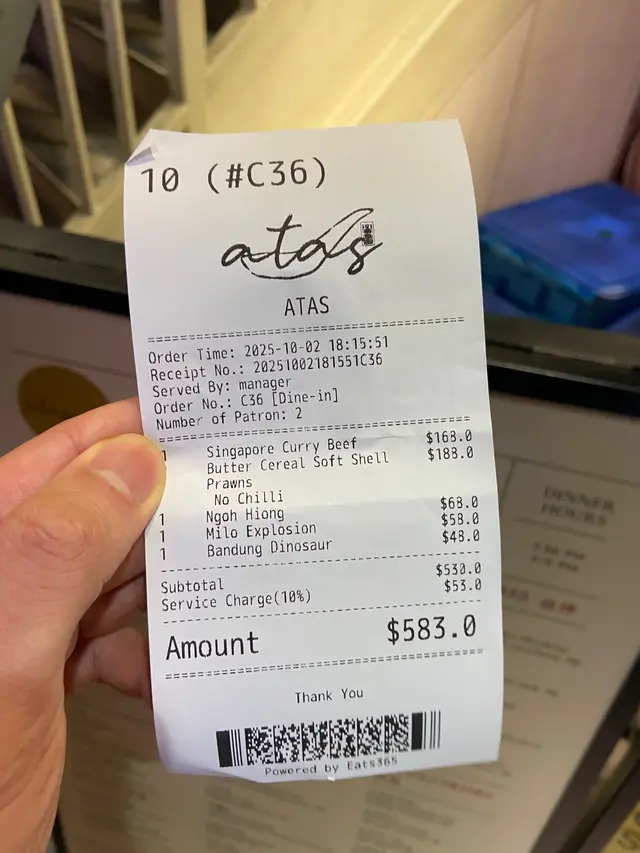 10 (#C36)
atas
ATAS
Order Time: 2025-10-02 18:15:51
Receipt No.: 20251002181551C36
Served By: manager
Order No.: C36 [Dine-in]
Number of Patron: 2
1 Singapore Curry Beef $168.0
Butter Cereal Soft Shell $188.0
Prawns
No Chilli
1 Ngoh Hiong $68.0
1 Milo Explosion $58.0
1 Bandung Dinosaur $48.0
Subtotal $530.0
Service Charge(10%) $53.0
Amount $583.0
Thank You
Powered by Eats365
DINNER
HOURS